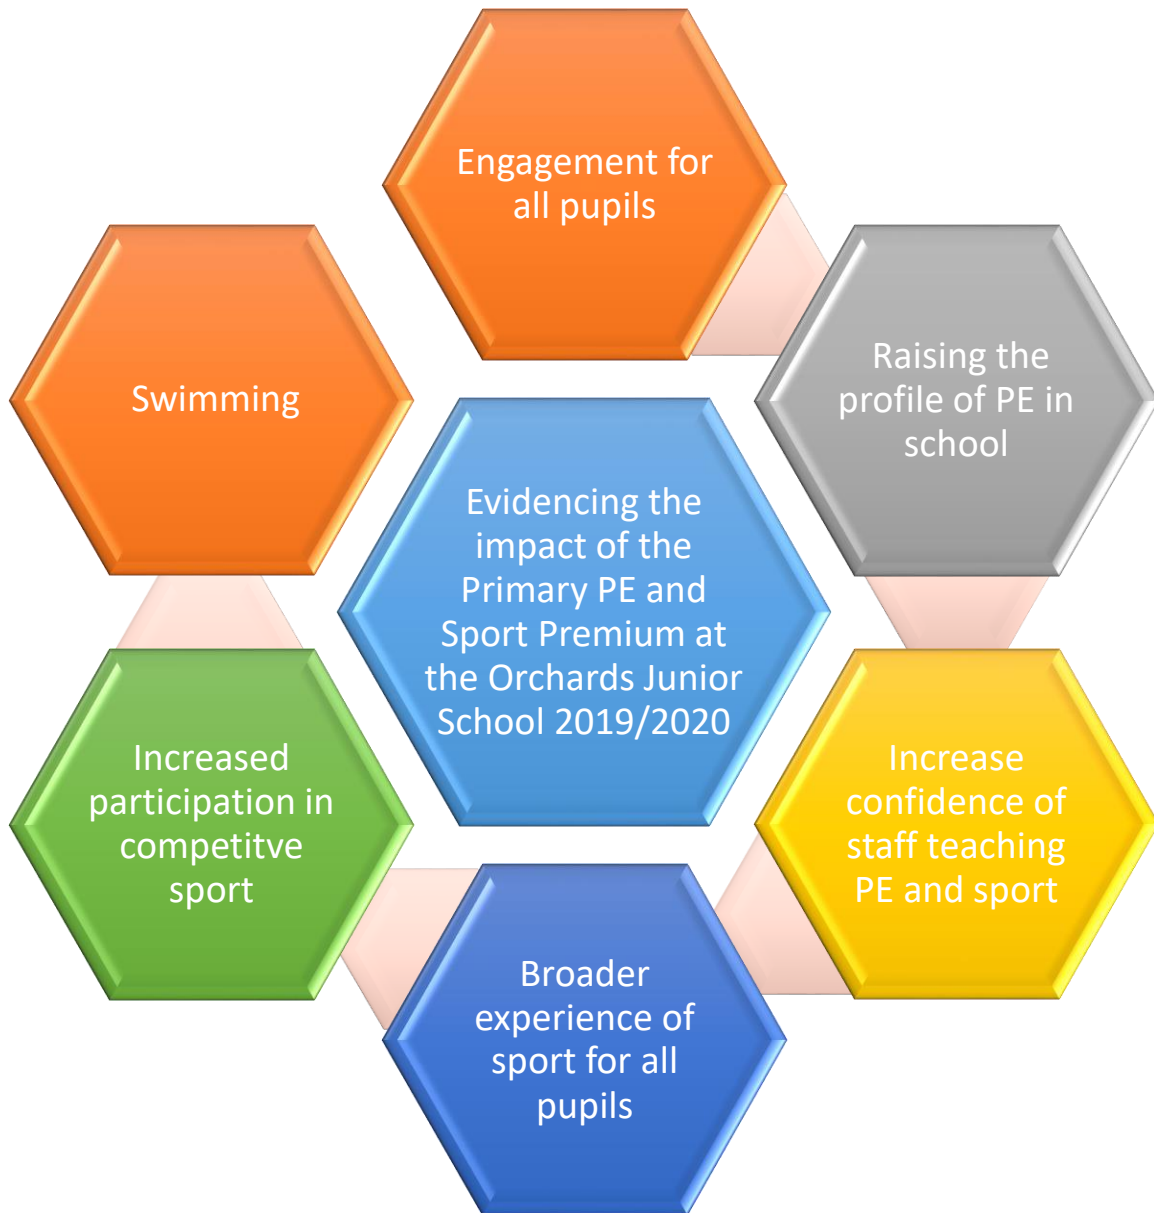 Engagement for
all pupils
Raising the
profile of PE in
school
Increase
confidence of
staff teaching
PE and sport
Broader
experience of
sport for all
pupils
Increased
participation in
competitve
sport
Swimming
Evidencing the
impact of the
Primary PE and
Sport Premium at
the Orchards Junior
School 2019/2020